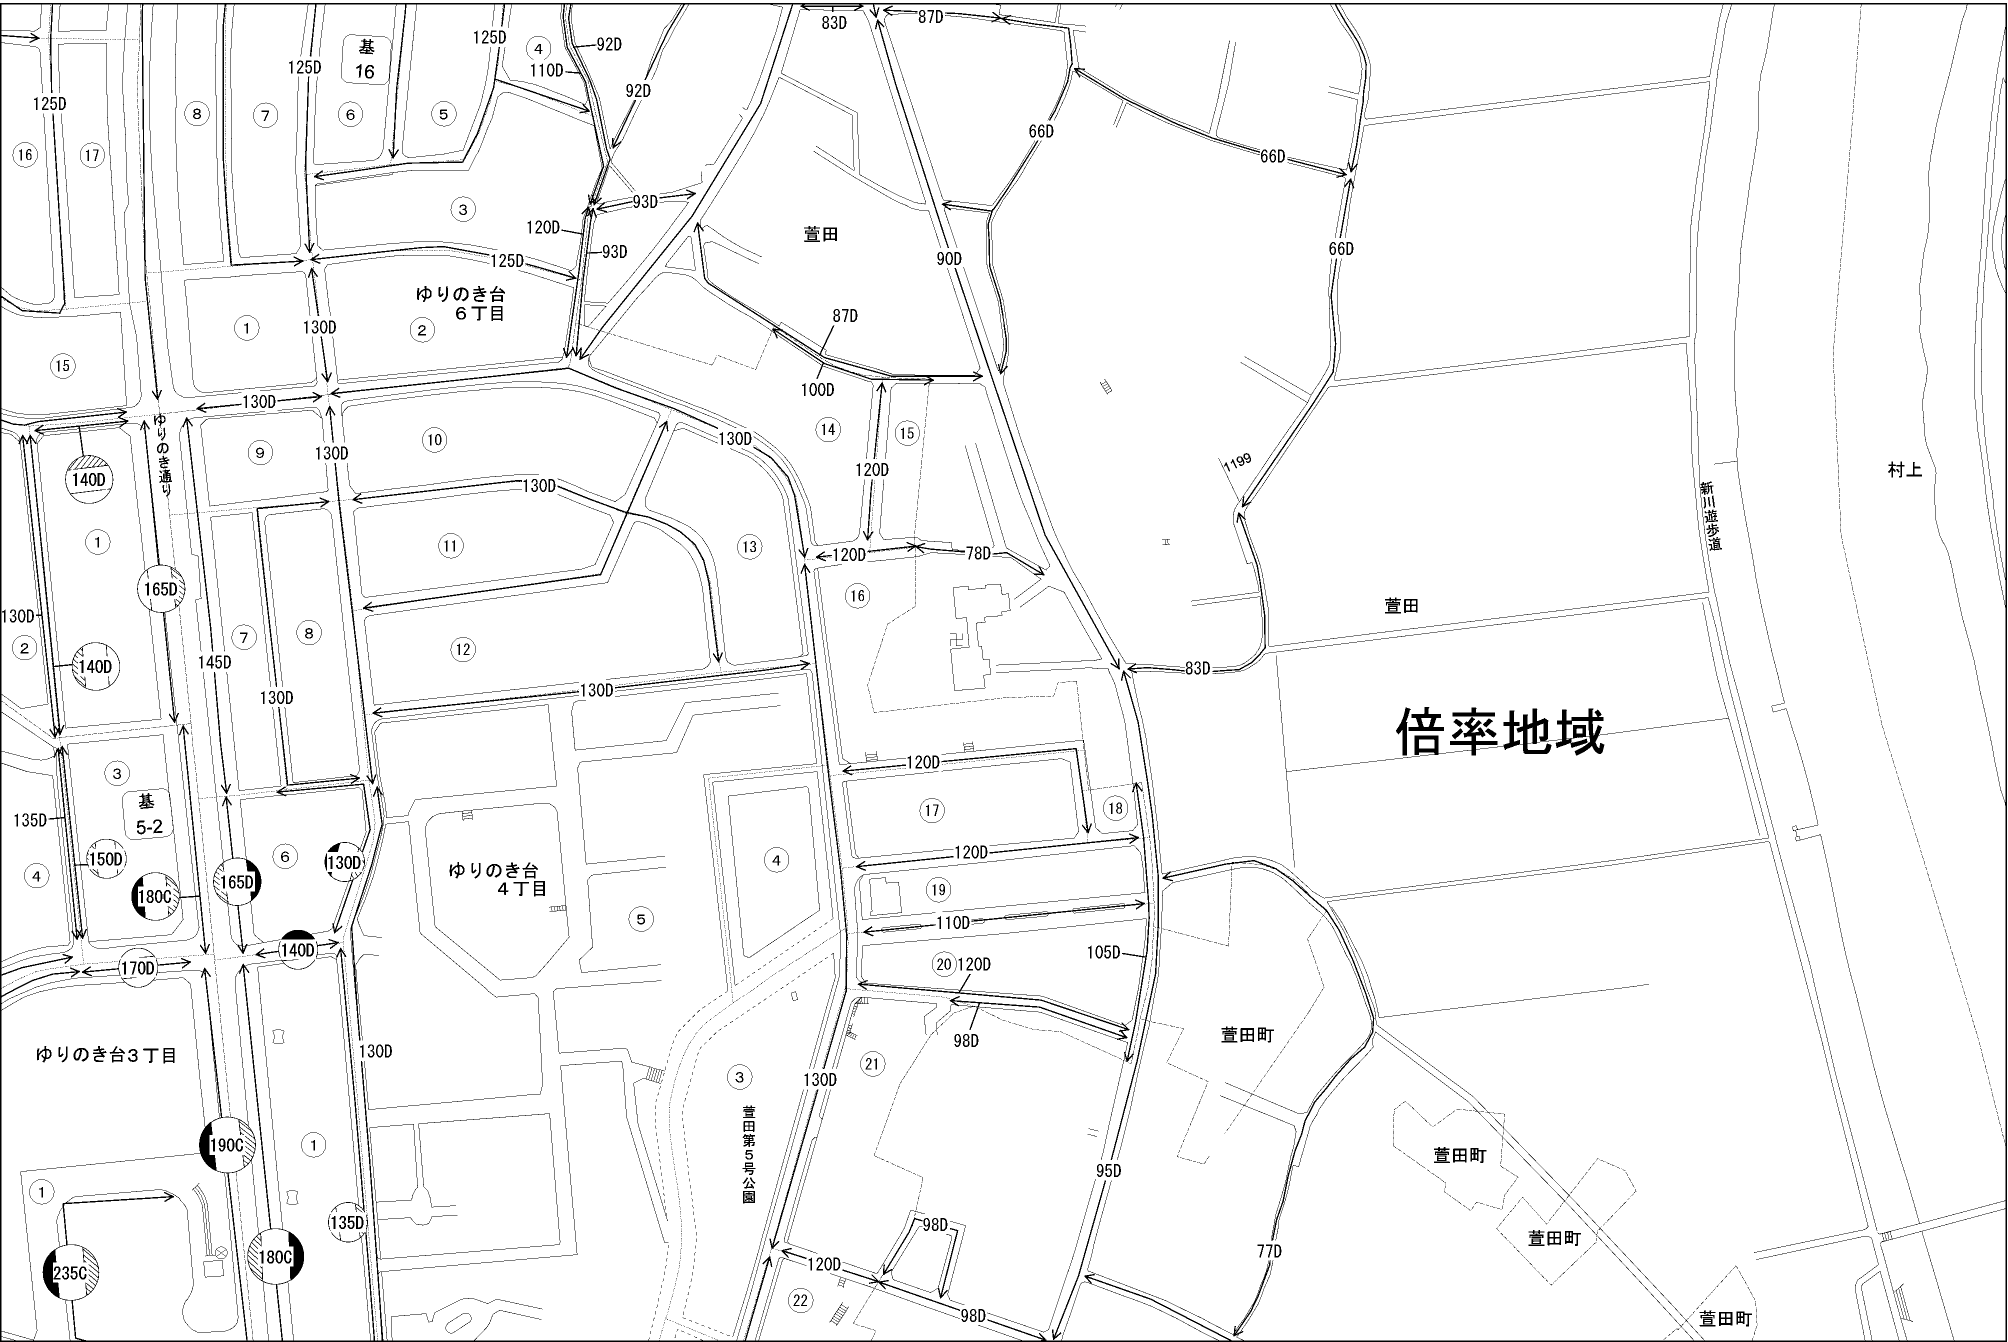 83D
87D
125D
92D
④
基
16
125D
110D
92D
125D
⑧
⑦
⑥
⑤
66D
⑯
⑰
66D
93D
③
120D
萱田
93D
66D
125D
90D
ゆりのき台
６丁目
①
130D
②
87D
⑮
100D
130D
ゆりのき通り
130D
⑨
⑩
130D
⑭
⑮
1199
村上
140D
120D
130D
新川遊歩道
①
⑪
⑬
120D
78D
165D
⑯
萱田
130D
②
⑦
⑧
⑫
140D
145D
83D
130D
130D
倍率地域
120D
③
基
5-2
⑰
⑱
135D
150D
⑥
130D
120D
④
④
165D
ゆりのき台
４丁目
180C
⑲
⑤
110D
140D
105D
170D
⑳
120D
萱田町
98D
ゆりのき台３丁目
130D
③
130D
㉑
190C
①
萱田第５号公園
萱田町
95D
①
135D
98D
萱田町
77D
180C
235C
120D
㉒
98D
萱田町